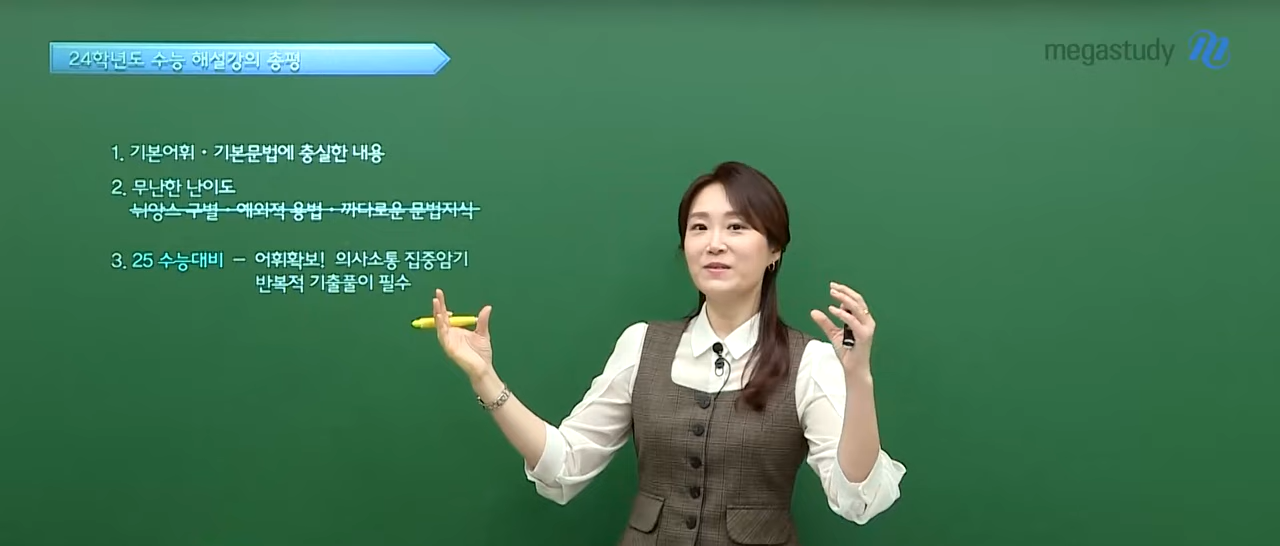 24학년도 수능 해설강의 총평
megastudy
1. 기본어휘 · 기본문법에 충실한 내용
2. 무난한 난이도
뉘앙스 구별 · 예외적 용법 · 까다로운 문법지식
3. 25 수능대비 – 어휘확보! 의사소통 집중암기
반복적 기출풀이 필수